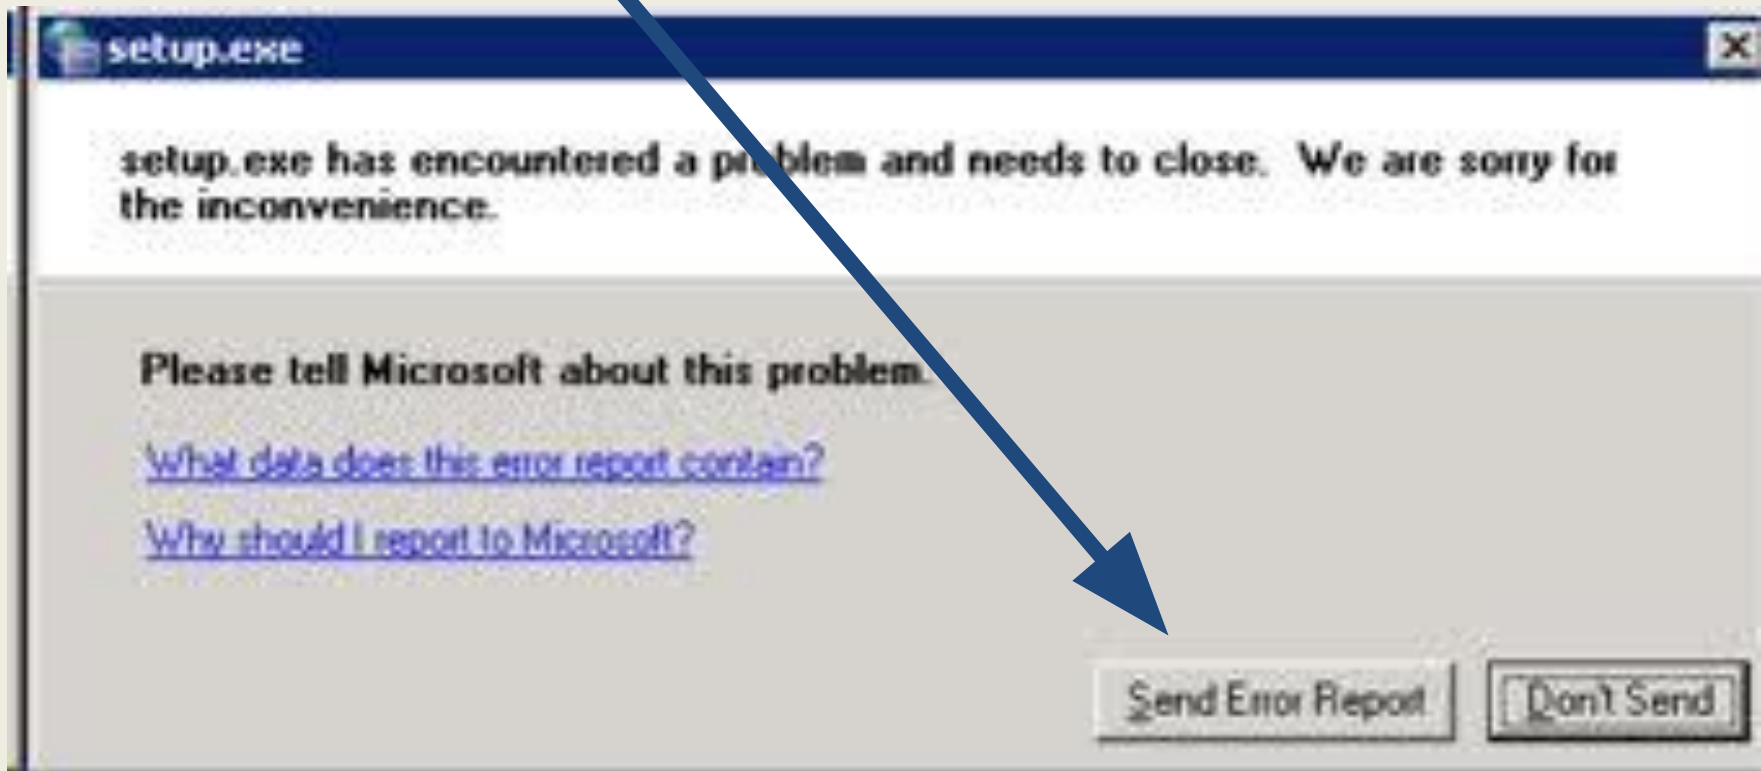 setup.exe
setup.exe has encountered a problem and needs to close.  We are sorry for
the inconvenience.
Please tell Microsoft about this problem.
What data does this error report contain?
Why should I report to Microsoft?
Send Error Report
Don't Send